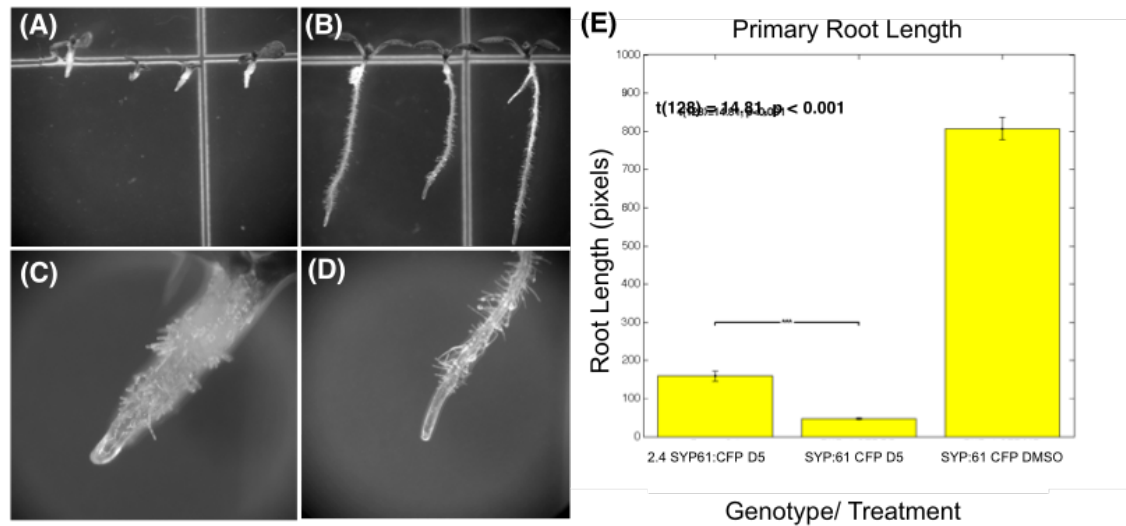 (A)
(B)
(C)
(D)
(E)
Primary Root Length
1000
900
800
700
600
500
400
300
200
100
0
Root Length (pixels)
t(128) = 14.81, p < 0.001
***
2.4 SYP61:CFP D5
SYP:61 CFP D5
SYP:61 CFP DMSO
Genotype/ Treatment